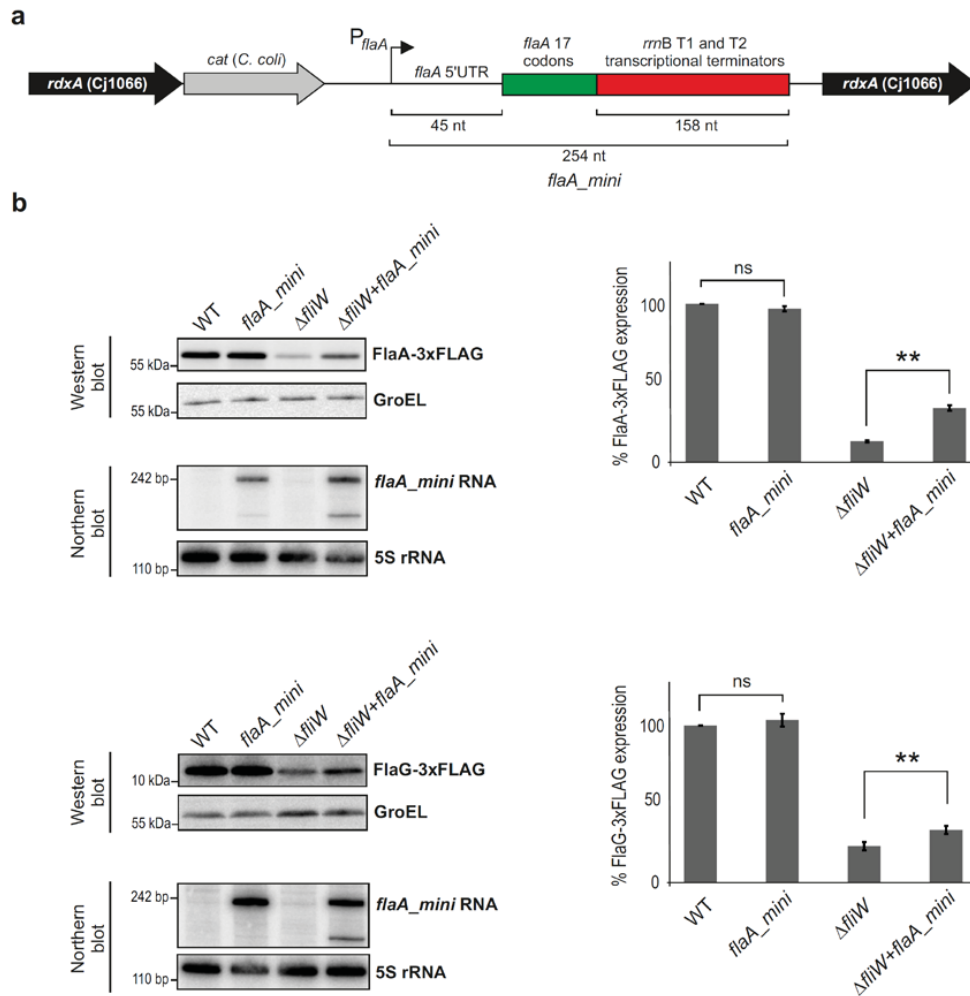 a
P flaA
cat (C. coli)
flaA 17
codons
rrnB T1 and T2
transcriptional terminators
rdxA (Cj1066)
flaA 5'UTR
rdxA (Cj1066)
45 nt
158 nt
254 nt
flaA_mini
b
WT
flaA_mini
ΔfliW
ΔfliW+flaA_mini
Western
blot
55 kDa
FlaA-3xFLAG
55 kDa
GroEL
Northern
blot
242 bp
flaA_mini RNA
110 bp
5S rRNA
% FlaA-3xFLAG expression
100
50
0
ns
**
WT
flaA_mini
ΔfliW
ΔfliW+flaA_mini
WT
flaA_mini
ΔfliW
ΔfliW+flaA_mini
Western
blot
10 kDa
FlaG-3xFLAG
55 kDa
GroEL
Northern
blot
242 bp
flaA_mini RNA
110 bp
5S rRNA
% FlaG-3xFLAG expression
100
50
0
ns
**
WT
flaA_mini
ΔfliW
ΔfliW+flaA_mini